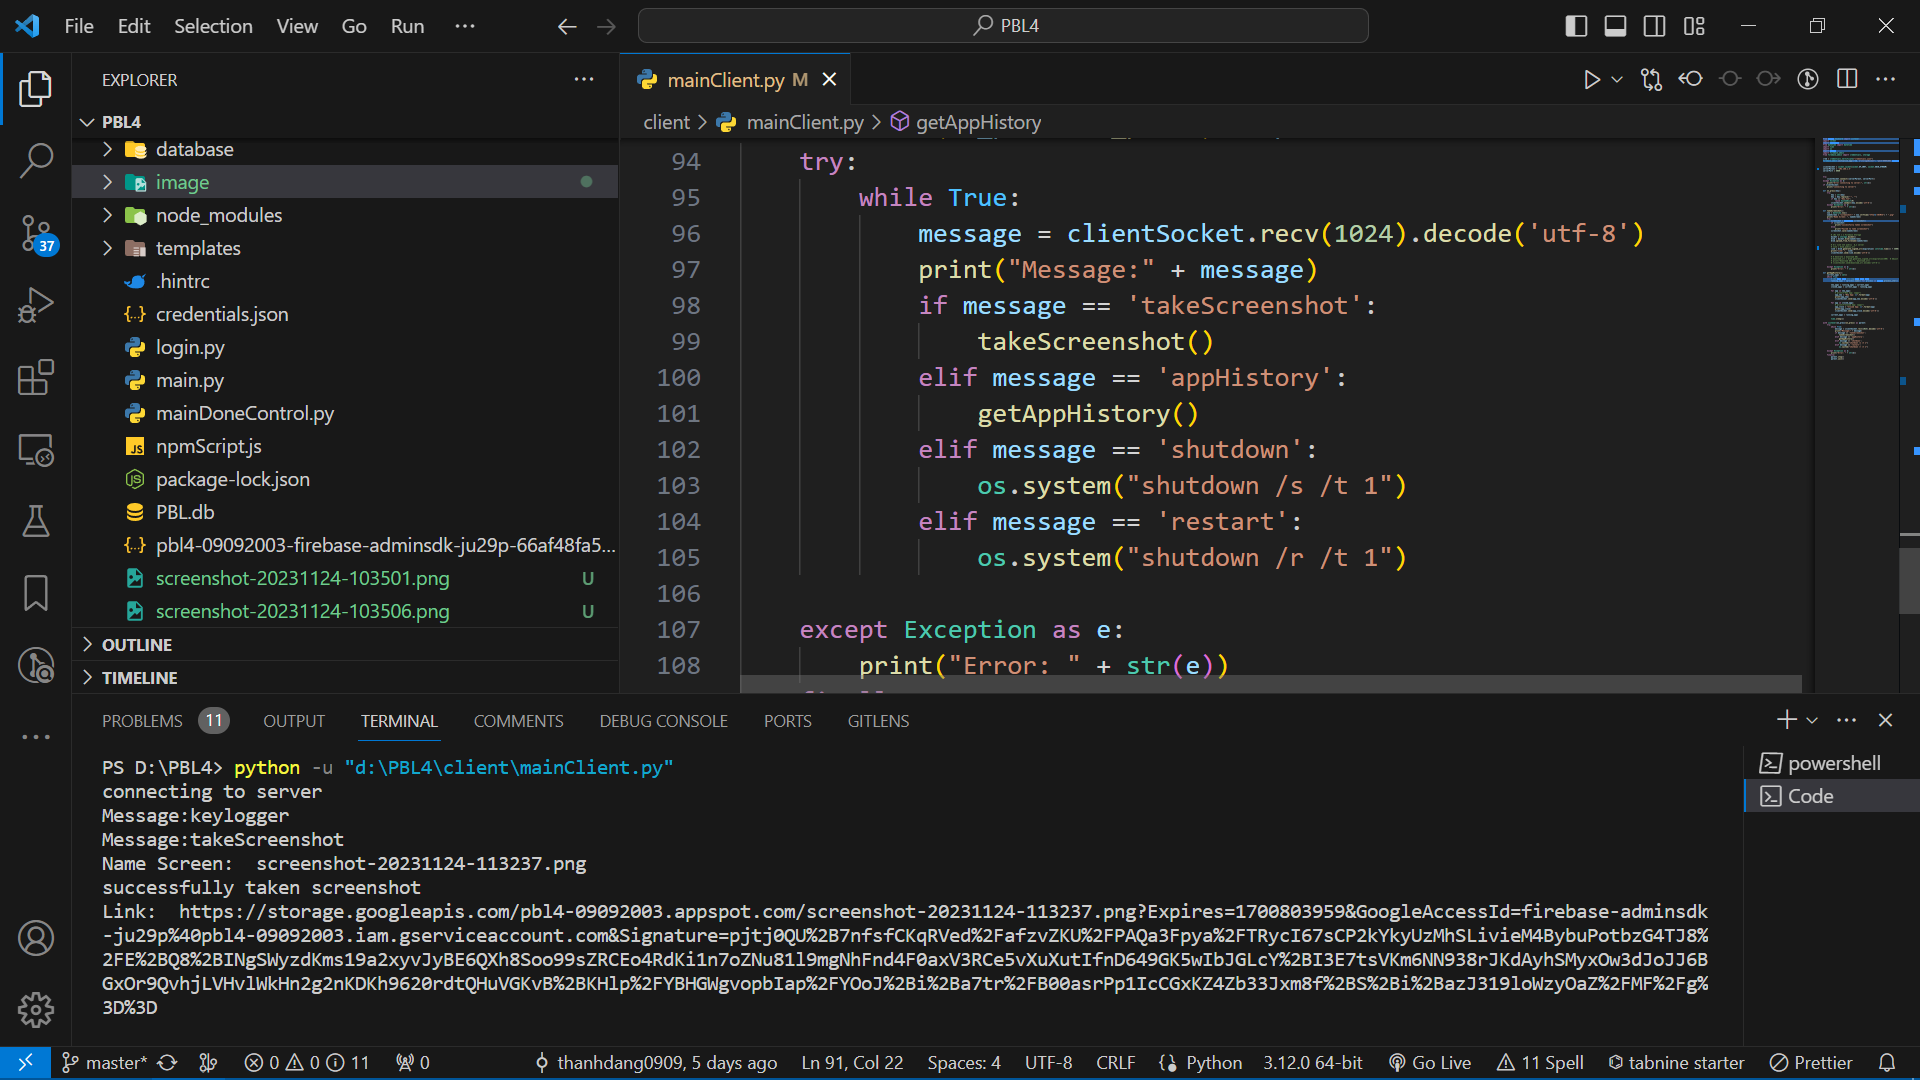 File Edit Selection View Go Run ··· PBL4
EXPLORER
PBL4
database
image
node_modules
templates
.hintrc
credentials.json
login.py
main.py
mainDoneControl.py
npmScript.js
package-lock.json
PBL.db
pbl4-09092003-firebase-adminsdk-ju29p-66af48fa5...
screenshot-20231124-103501.png U
screenshot-20231124-103506.png U
OUTLINE
TIMELINE
37
mainClient.py M
client > mainClient.py > getAppHistory
94 try:
95 while True:
96 message = clientSocket.recv(1024).decode('utf-8')
97 print("Message:" + message)
98 if message == 'takeScreenshot':
99 takeScreenshot()
100 elif message == 'appHistory':
101 getAppHistory()
102 elif message == 'shutdown':
103 os.system("shutdown /s /t 1")
104 elif message == 'restart':
105 os.system("shutdown /r /t 1")
106
107 except Exception as e:
108 print("Error: " + str(e))
PROBLEMS 11 OUTPUT TERMINAL COMMENTS DEBUG CONSOLE PORTS GITLENS
powershell
Code
PS D:\PBL4> python -u "d:\PBL4\client\mainClient.py"
connecting to server
Message:keylogger
Message:takeScreenshot
Name Screen:  screenshot-20231124-113237.png
successfully taken screenshot
Link:  https://storage.googleapis.com/pbl4-09092003.appspot.com/screenshot-20231124-113237.png?Expires=1700803959&GoogleAccessId=firebase-adminsdk
-ju29p%40pbl4-09092003.iam.gserviceaccount.com&Signature=pjtj0QU%2B7nfsfCKqRVed%2FafzvZKU%2FPAQa3Fpya%2FTRycI67sCP2kYkyUzMhSLivieM4BybuPotbzG4TJ8%
2FE%2BQ8%2BINgSWyzdKms19a2xyvJyBE6QXh8Soo99sZRCEo4RdKi1n7oZNu81l9mgNhFnd4F0axV3RCe5vXuXutIfnD649GK5wIbJGLcY%2BI3E7tsVKm6NN938rJKdAyhSMyxOw3dJoJJ6B
GxOr9QvhjLVHvlWkHn2g2nKDKh9620rdtQHuVGKvB%2BKHlp%2FYBHGWgvopbIap%2FYOoJ%2Bi%2Ba7tr%2FB00asrPp1IcCGxKZ4Zb33Jxm8f%2BS%2Bi%2BazJ319loWzyOaZ%2FMF%2Fg%
3D%3D
master* 0 0 11 0 thanhdang0909, 5 days ago Ln 91, Col 22 Spaces: 4 UTF-8 CRLF Python 3.12.0 64-bit Go Live 11 Spell tabnine starter Prettier